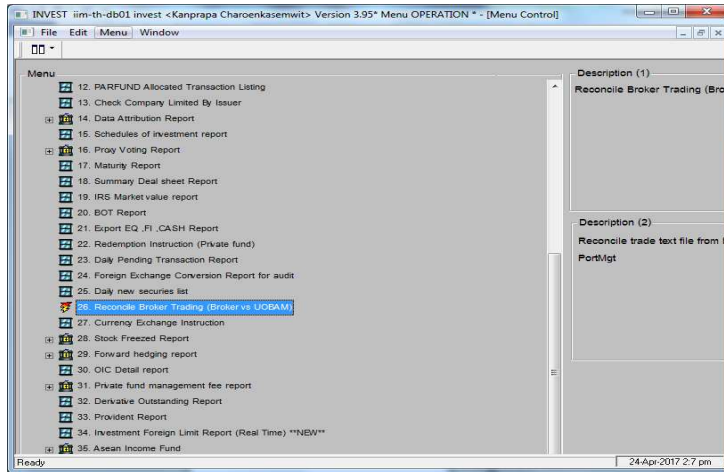 INVEST iim-th-db01 invest <Kanprapa Charoenkasemwit> Version 3.95* Menu OPERATION * - [Menu Control]
File Edit Menu Window
Menu
12. PARFUND Allocated Transaction Listing
13. Check Company Limited By Issuer
14. Data Attribution Report
15. Schedules of investment report
16. Proxy Voting Report
17. Maturity Report
18. Summary Deal sheet Report
19. IRS Market value report
20. BOT Report
21. Export EQ ,FI ,CASH Report
22. Redemption Instruction (Private fund)
23. Daily Pending Transaction Report
24. Foreign Exchange Conversion Report for audit
25. Daily new securies list
26. Reconcile Broker Trading (Broker vs UOBAM)
27. Currency Exchange Instruction
28. Stock Freezed Report
29. Forward hedging report
30. OIC Detail report
31. Private fund management fee report
32. Derivative Outstanding Report
33. Provident Report
34. Investment Foreign Limit Report (Real Time) **NEW**
35. Asean Income Fund
Description (1)
Reconcile Broker Trading (Bro
Description (2)
Reconcile trade text file from
PortMgt
Ready
24-Apr-2017 2:7 pm